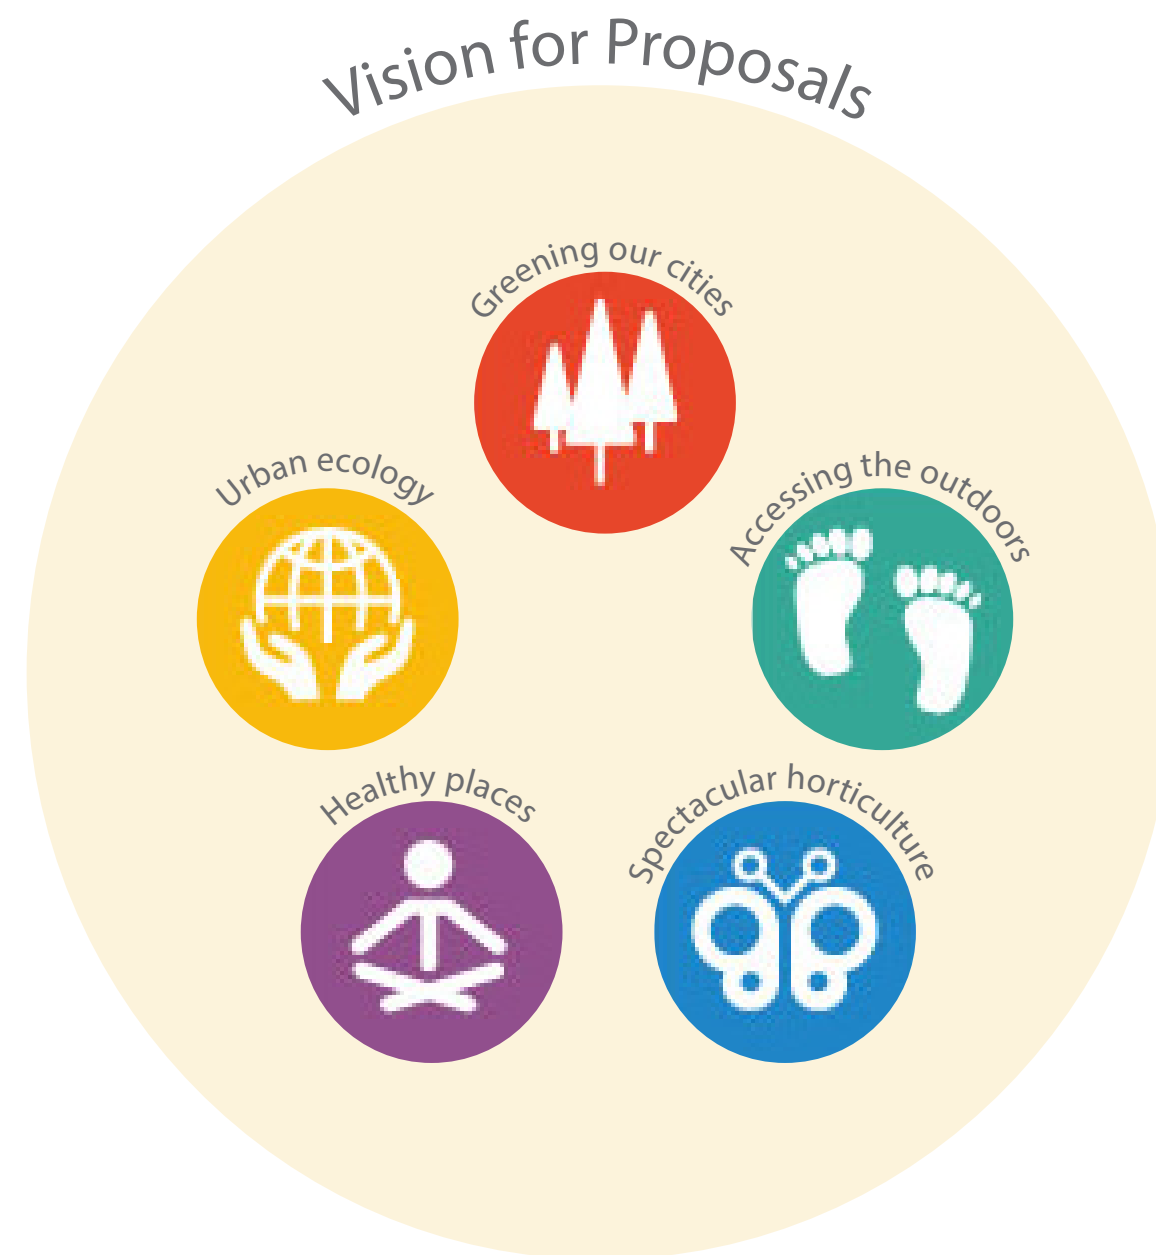 Vision for Proposals
Greening our cities
Urban ecology
Accessing the outdoors
Healthy places
Spectacular horticulture